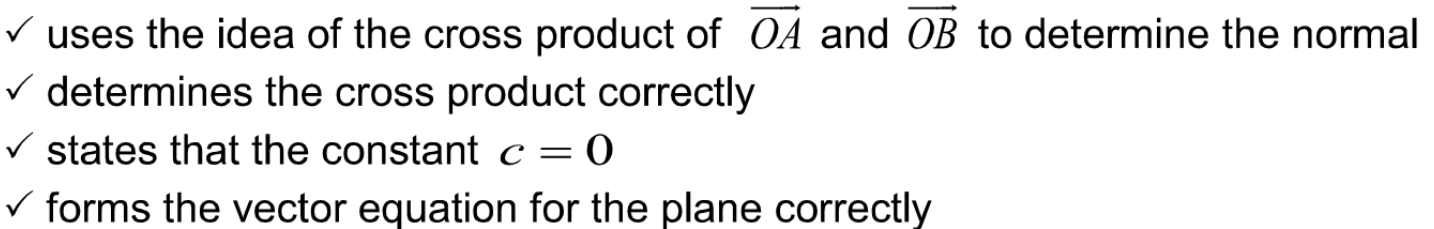 ✓ uses the idea of the cross product of $\overrightarrow{OA}$ and $\overrightarrow{OB}$ to determine the normal
✓ determines the cross product correctly
✓ states that the constant $c = 0$
✓ forms the vector equation for the plane correctly